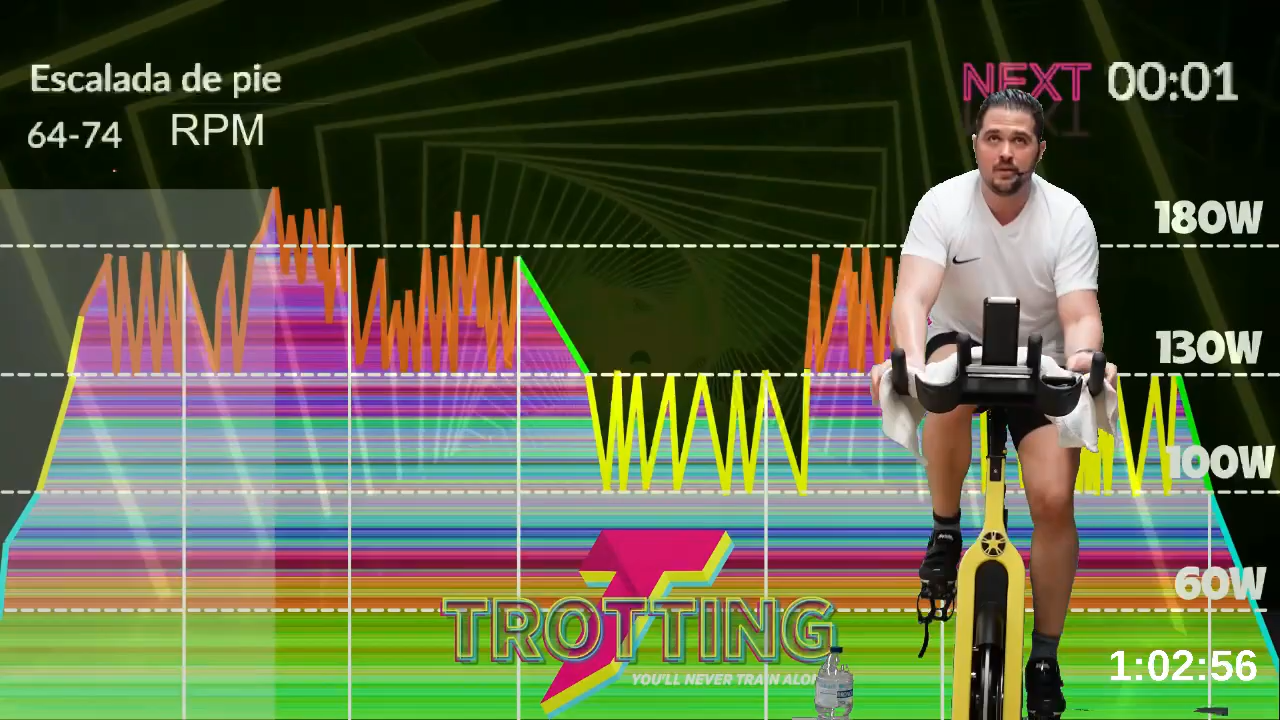 Escalada de pie
64-74 RPM
NEXT 00:01
180W
130W
100W
60W
TROTTING
YOU'LL NEVER TRAIN ALON
1:02:56